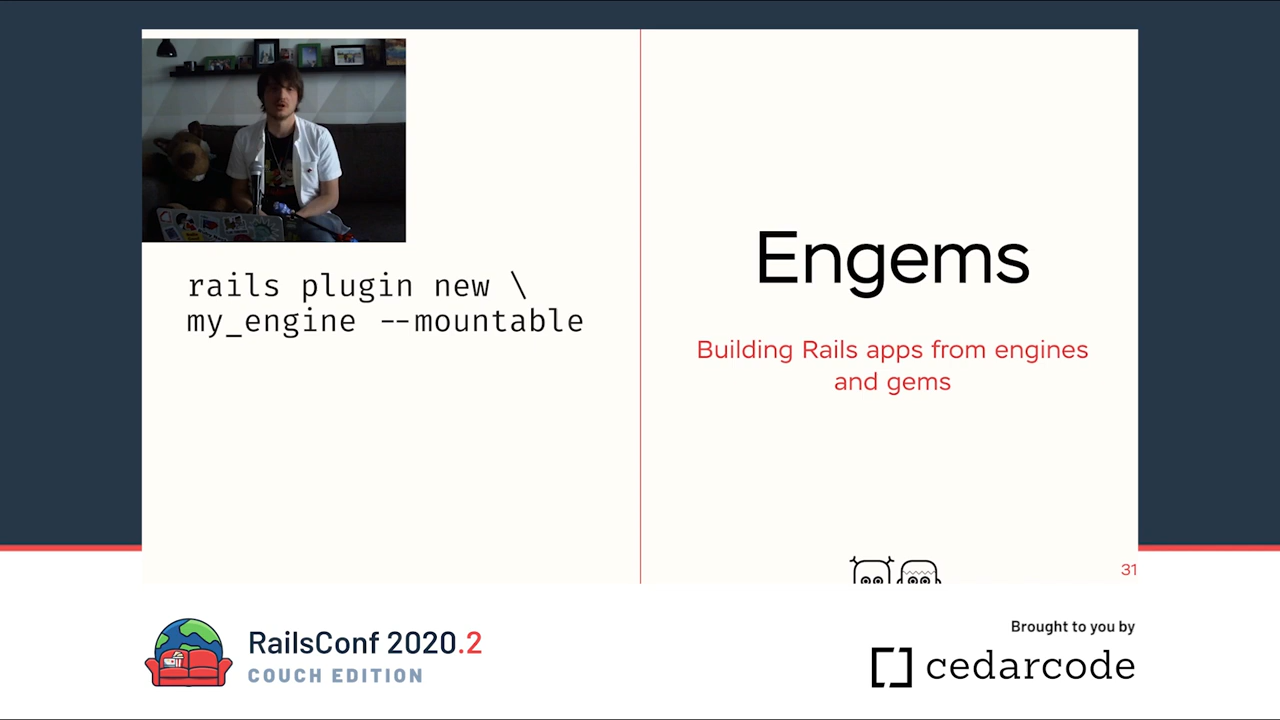 rails plugin new \
my_engine --mountable
Engems
Building Rails apps from engines
and gems
31
RailsConf 2020.2
COUCH EDITION
Brought to you by
cedarcode